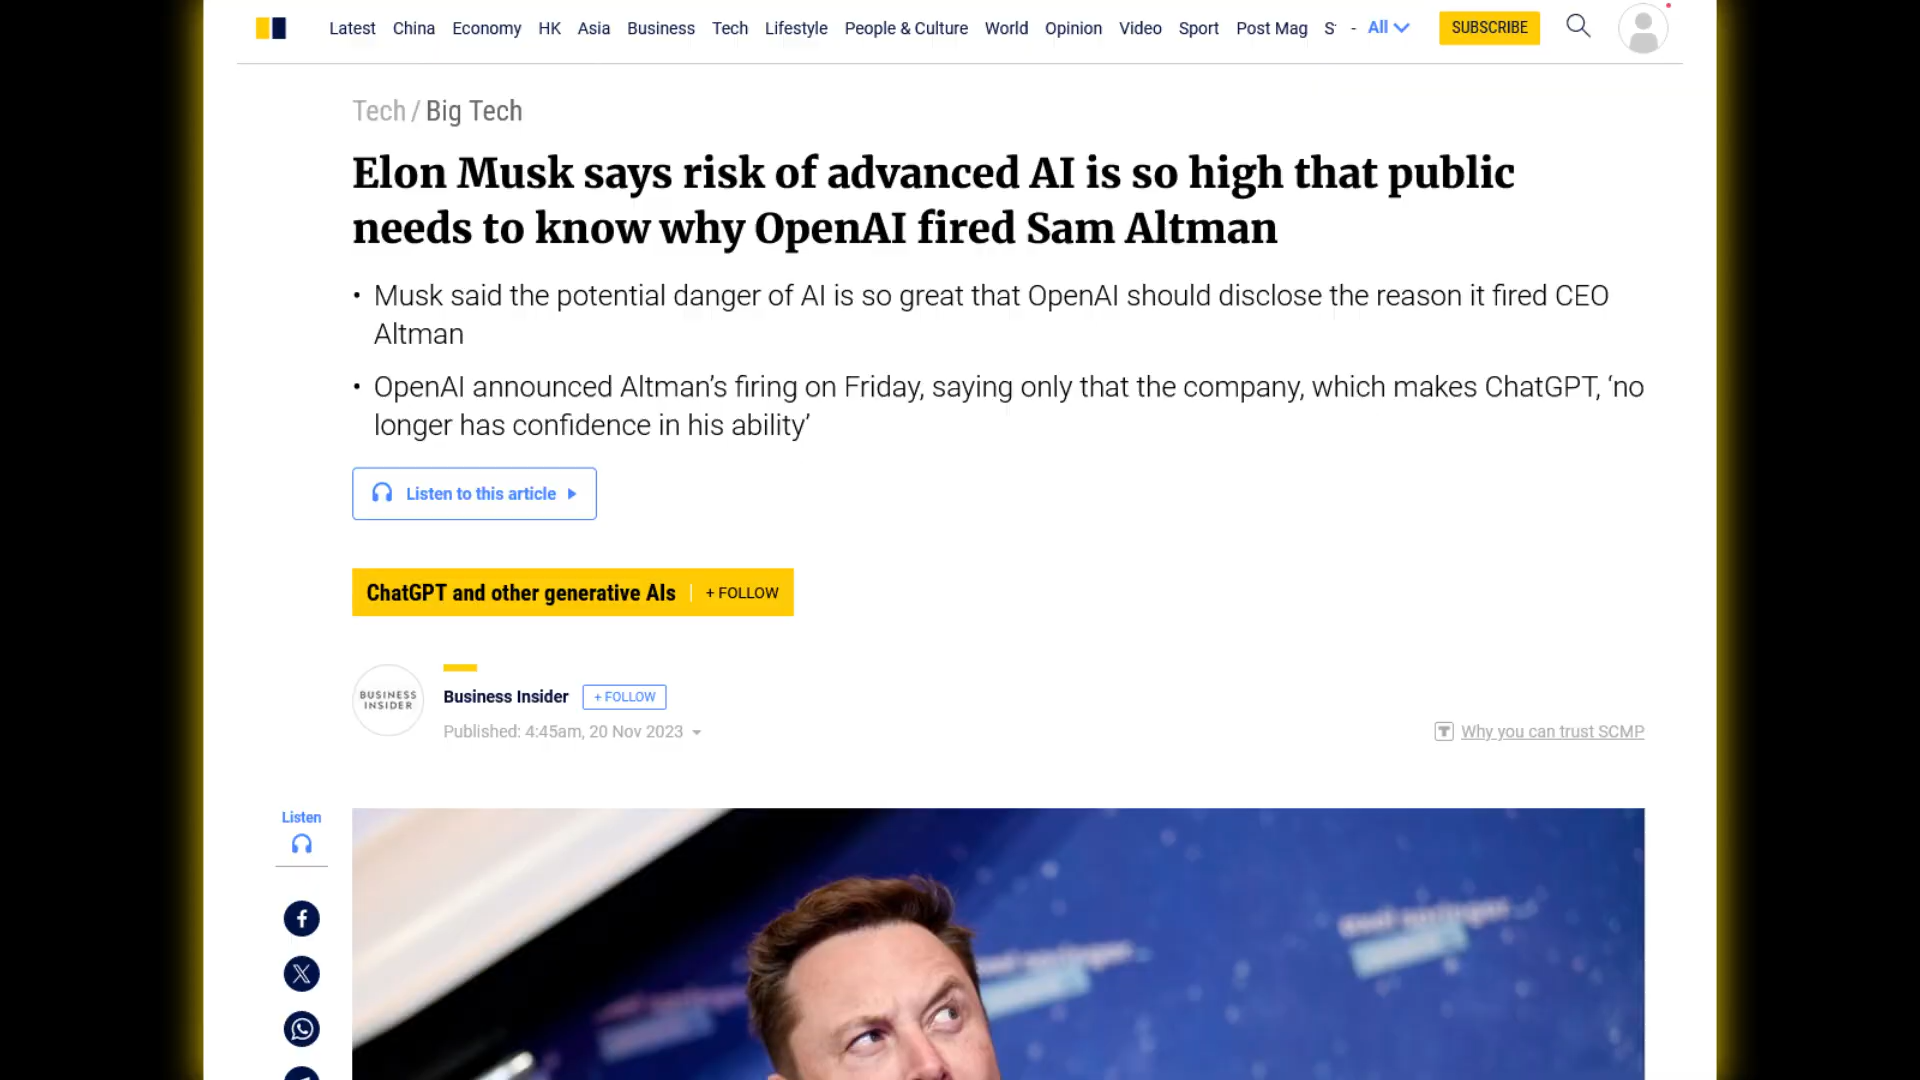 Latest China Economy HK Asia Business Tech Lifestyle People & Culture World Opinion Video Sport Post Mag All SUBSCRIBE
Tech / Big Tech
Elon Musk says risk of advanced AI is so high that public
needs to know why OpenAI fired Sam Altman
• Musk said the potential danger of AI is so great that OpenAI should disclose the reason it fired CEO
Altman
• OpenAI announced Altman’s firing on Friday, saying only that the company, which makes ChatGPT, ‘no
longer has confidence in his ability’
Listen to this article
ChatGPT and other generative AIs + FOLLOW
BUSINESS
INSIDER
Business Insider + FOLLOW
Published: 4:45am, 20 Nov 2023
Why you can trust SCMP
Listen